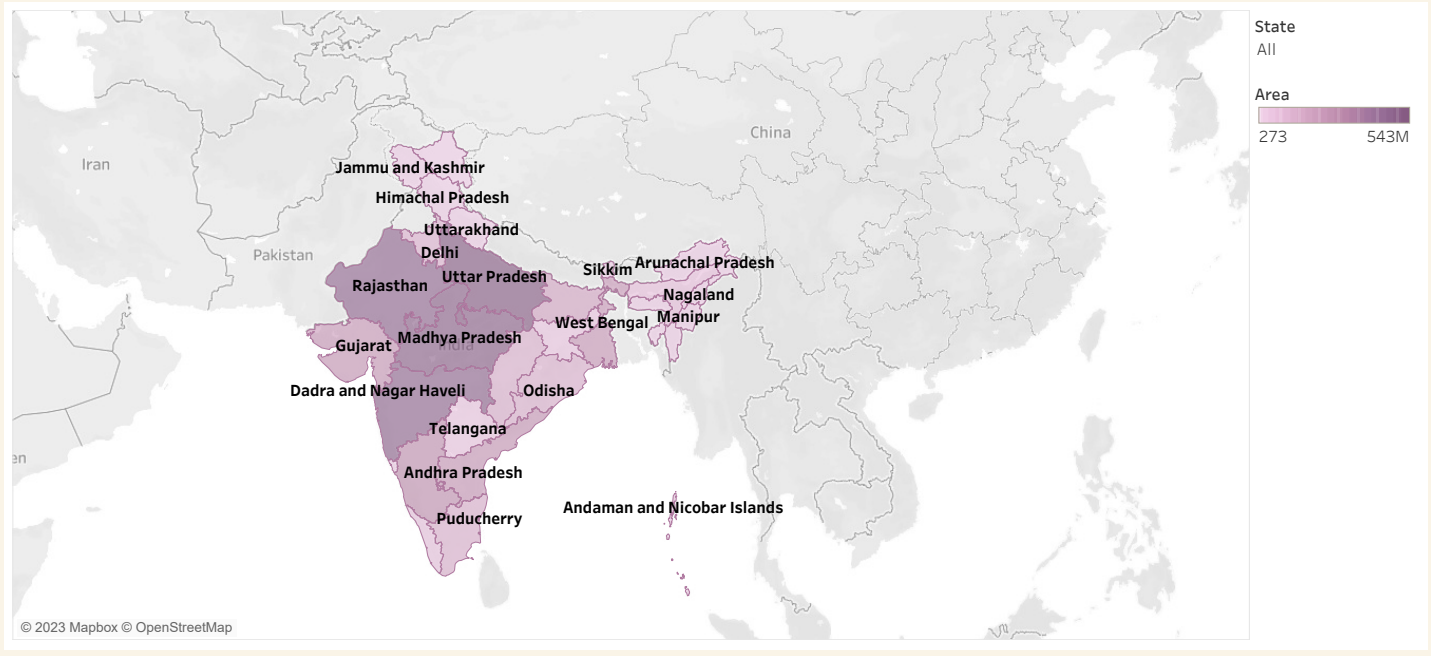 State
All
Area
273 543M
China
Iran
Jammu and Kashmir
Himachal Pradesh
Uttarakhand
Pakistan
Delhi
Sikkim
Arunachal Pradesh
Uttar Pradesh
Rajasthan
Nagaland
West Bengal
Manipur
Madhya Pradesh
India
Gujarat
Dadra and Nagar Haveli
Odisha
Telangana
en
Andhra Pradesh
Andaman and Nicobar Islands
Puducherry
© 2023 Mapbox © OpenStreetMap